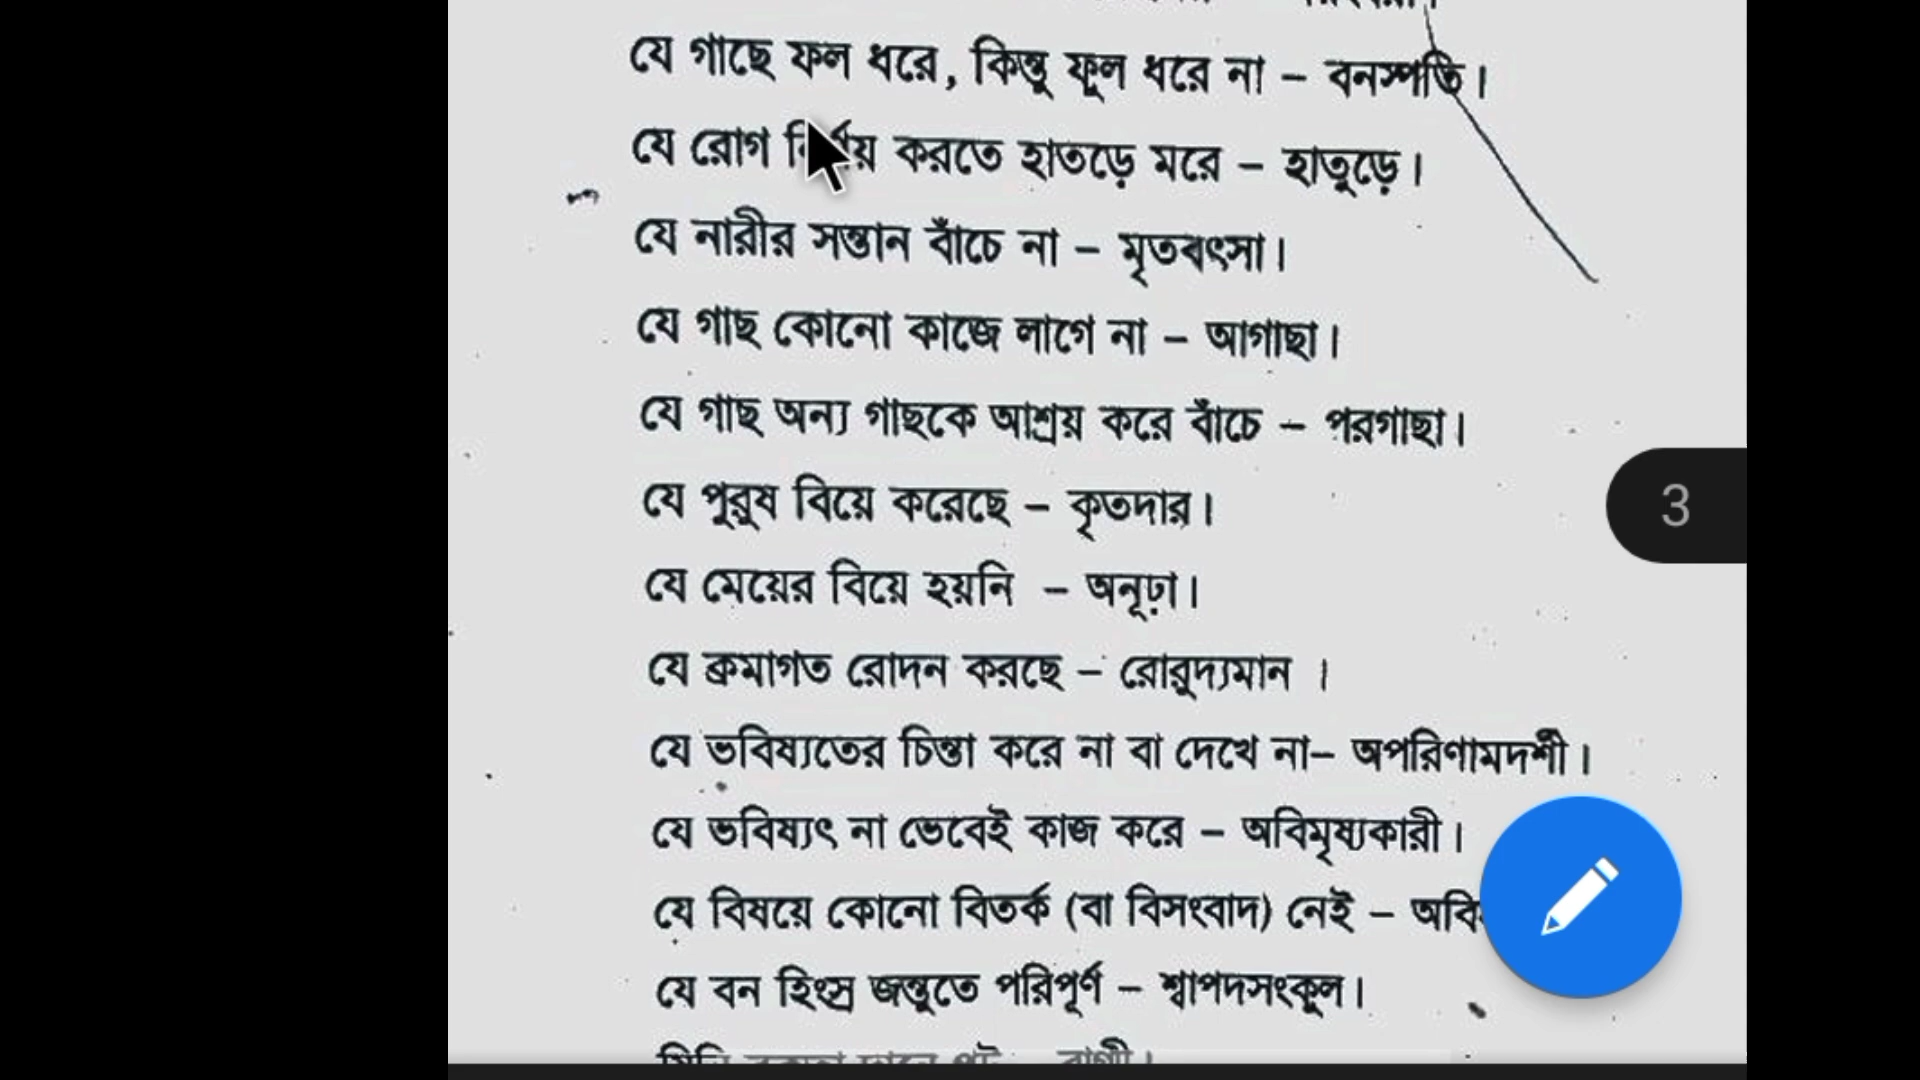 যে গাছে ফল ধরে, কিন্তু ফুল ধরে না – বনস্পতি।
যে রোগ করতে হাতড়ে মরে – হাতুড়ে।
যে নারীর সন্তান বাঁচে না – মৃতবৎসা।
যে গাছ কোনো কাজে লাগে না – আগাছা।
যে গাছ অন্য গাছকে আশ্রয় করে বাঁচে – পরগাছা।
যে পুরুষ বিয়ে করেছে – কৃতদার।
3
যে মেয়ের বিয়ে হয়নি – অনূঢ়া।
যে ক্রমাগত রোদন করছে – রোরুদ্যমান ।
যে ভবিষ্যতের চিন্তা করে না বা দেখে না– অপরিণামদর্শী।
যে ভবিষ্যৎ না ভেবেই কাজ করে – অবিমৃষ্যকারী।
যে বিষয়ে কোনো বিতর্ক (বা বিসংবাদ) নেই –
যে বন হিংস্র জন্তুতে পরিপূর্ণ – শ্বাপদসংকুল।